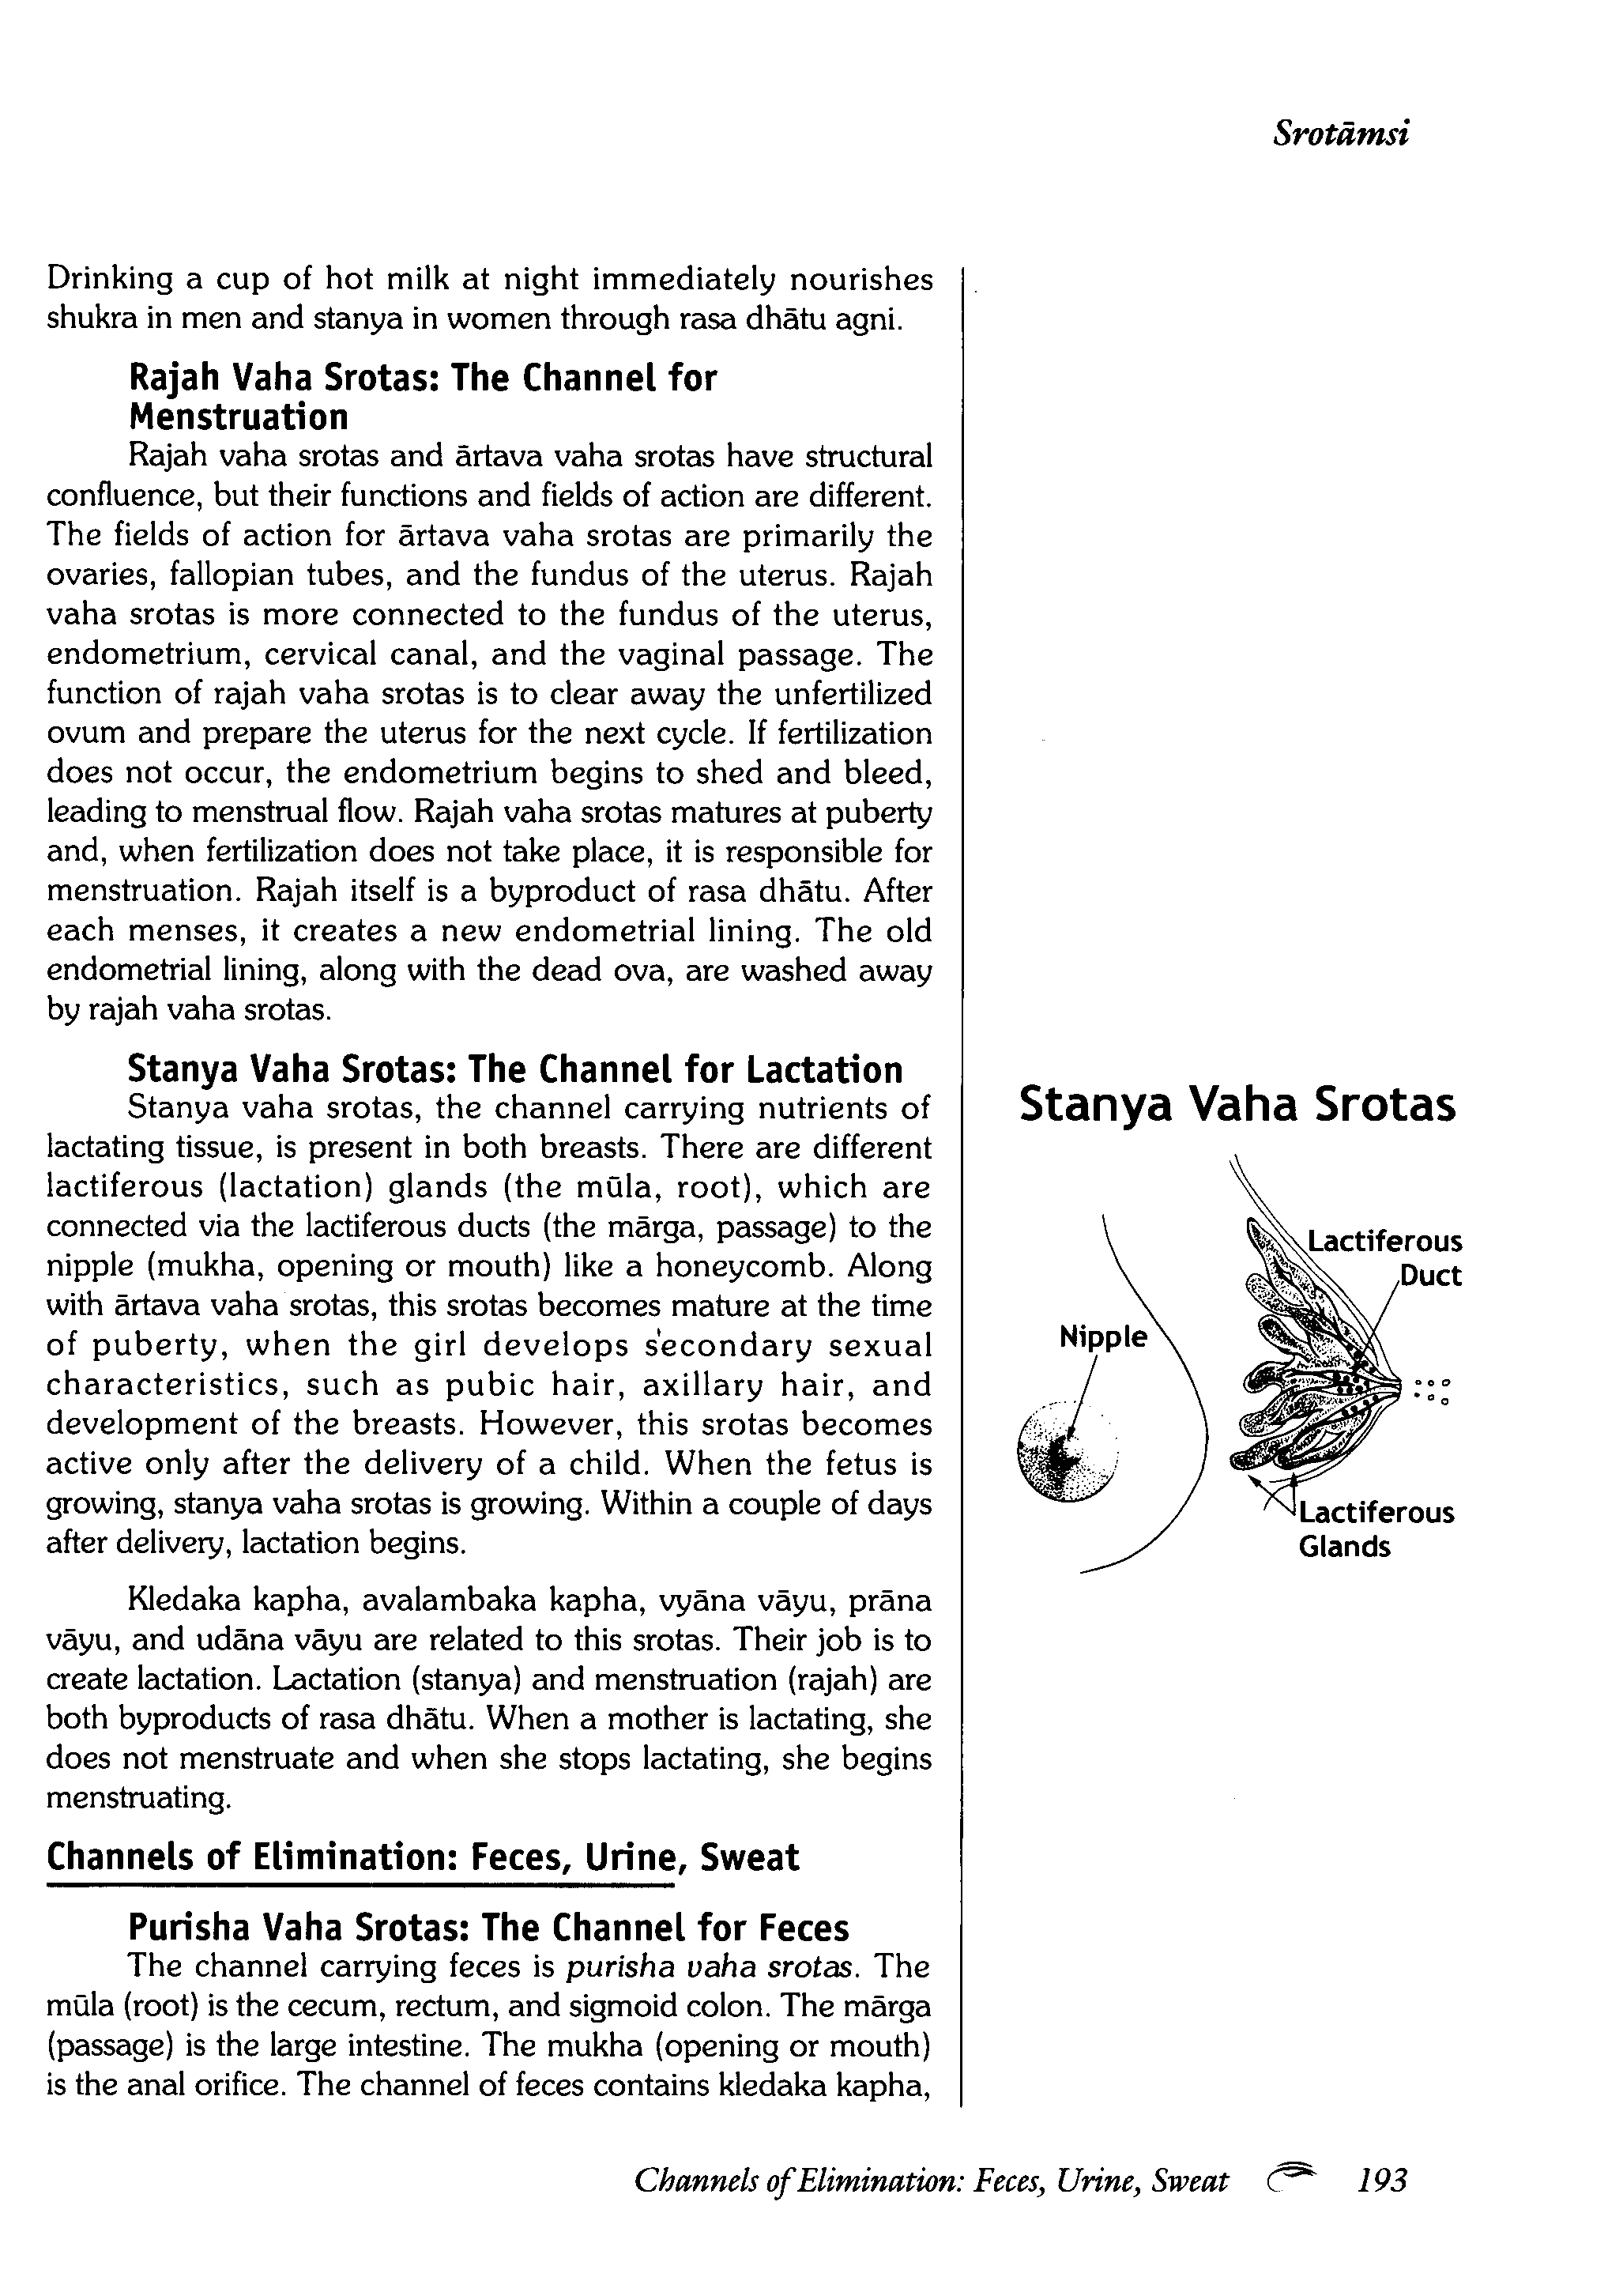 Srotāmsi
Drinking a cup of hot milk at night immediately nourishes
shukra in men and stanya in women through rasa dhātu agni.
Rajah Vaha Srotas: The Channel for
Menstruation
Rajah vaha srotas and ārtava vaha srotas have structural
confluence, but their functions and fields of action are different.
The fields of action for ārtava vaha srotas are primarily the
ovaries, fallopian tubes, and the fundus of the uterus. Rajah
vaha srotas is more connected to the fundus of the uterus,
endometrium, cervical canal, and the vaginal passage. The
function of rajah vaha srotas is to clear away the unfertilized
ovum and prepare the uterus for the next cycle. If fertilization
does not occur, the endometrium begins to shed and bleed,
leading to menstrual flow. Rajah vaha srotas matures at puberty
and, when fertilization does not take place, it is responsible for
menstruation. Rajah itself is a byproduct of rasa dhātu. After
each menses, it creates a new endometrial lining. The old
endometrial lining, along with the dead ova, are washed away
by rajah vaha srotas.
Stanya Vaha Srotas: The Channel for Lactation
Stanya vaha srotas, the channel carrying nutrients of
lactating tissue, is present in both breasts. There are different
lactiferous (lactation) glands (the mūla, root), which are
connected via the lactiferous ducts (the mārga, passage) to the
nipple (mukha, opening or mouth) like a honeycomb. Along
with ārtava vaha srotas, this srotas becomes mature at the time
of puberty, when the girl develops secondary sexual
characteristics, such as pubic hair, axillary hair, and
development of the breasts. However, this srotas becomes
active only after the delivery of a child. When the fetus is
growing, stanya vaha srotas is growing. Within a couple of days
after delivery, lactation begins.
Kledaka kapha, avalambaka kapha, vyāna vāyu, prāna
vāyu, and udāna vāyu are related to this srotas. Their job is to
create lactation. Lactation (stanya) and menstruation (rajah) are
both byproducts of rasa dhātu. When a mother is lactating, she
does not menstruate and when she stops lactating, she begins
menstruating.
Channels of Elimination: Feces, Urine, Sweat
Purisha Vaha Srotas: The Channel for Feces
The channel carrying feces is purisha vaha srotas. The
mūla (root) is the cecum, rectum, and sigmoid colon. The mārga
(passage) is the large intestine. The mukha (opening or mouth)
is the anal orifice. The channel of feces contains kledaka kapha,
Stanya Vaha Srotas
Lactiferous
Duct
Nipple
Lactiferous
Glands
Channels of Elimination: Feces, Urine, Sweat 193